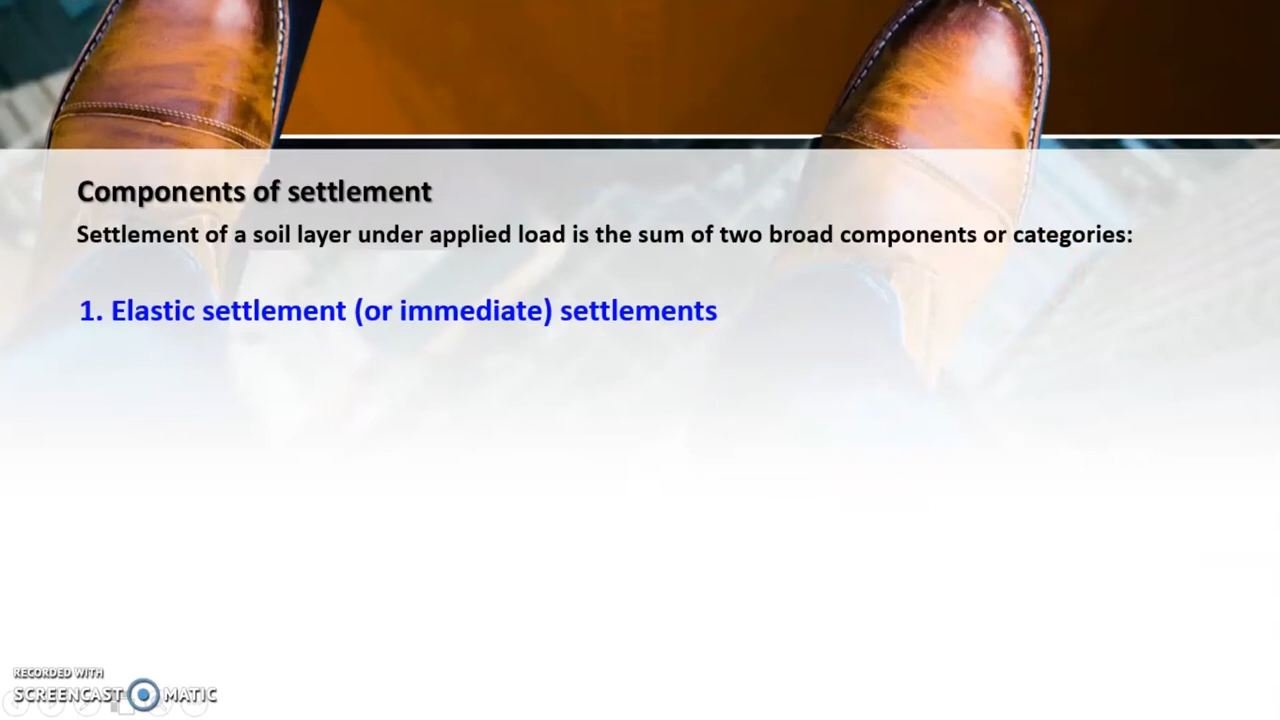 Components of settlement
Settlement of a soil layer under applied load is the sum of two broad components or categories:
1. Elastic settlement (or immediate) settlements
RECORDED WITH
SCREENCAST MATIC